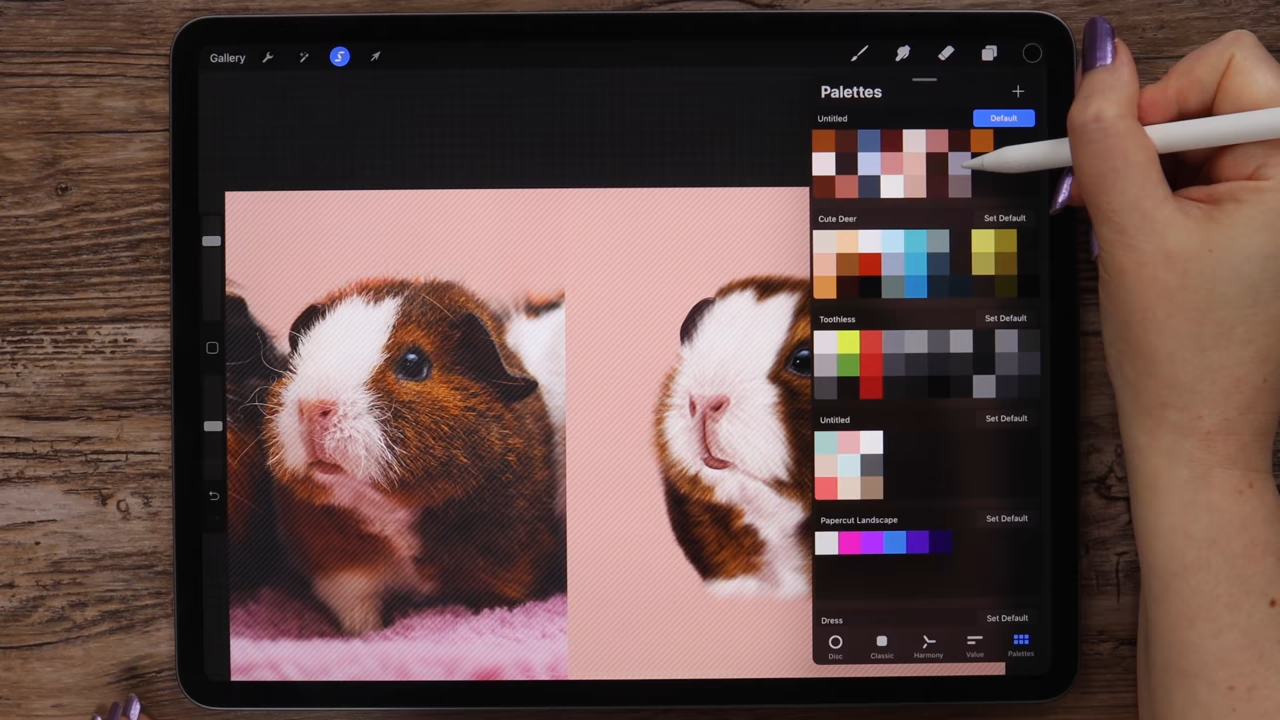 Gallery
S
Palettes
Untitled
Default
Cute Deer
Set Default
Toothless
Set Default
Untitled
Set Default
Papercut Landscape
Set Default
Dress
Set Default
Disc
Classic
Harmony
Value
Palettes